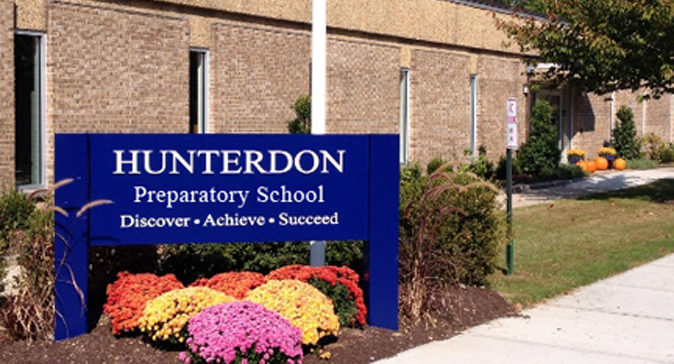 HUNTERDON
Preparatory School
Discover • Achieve • Succeed